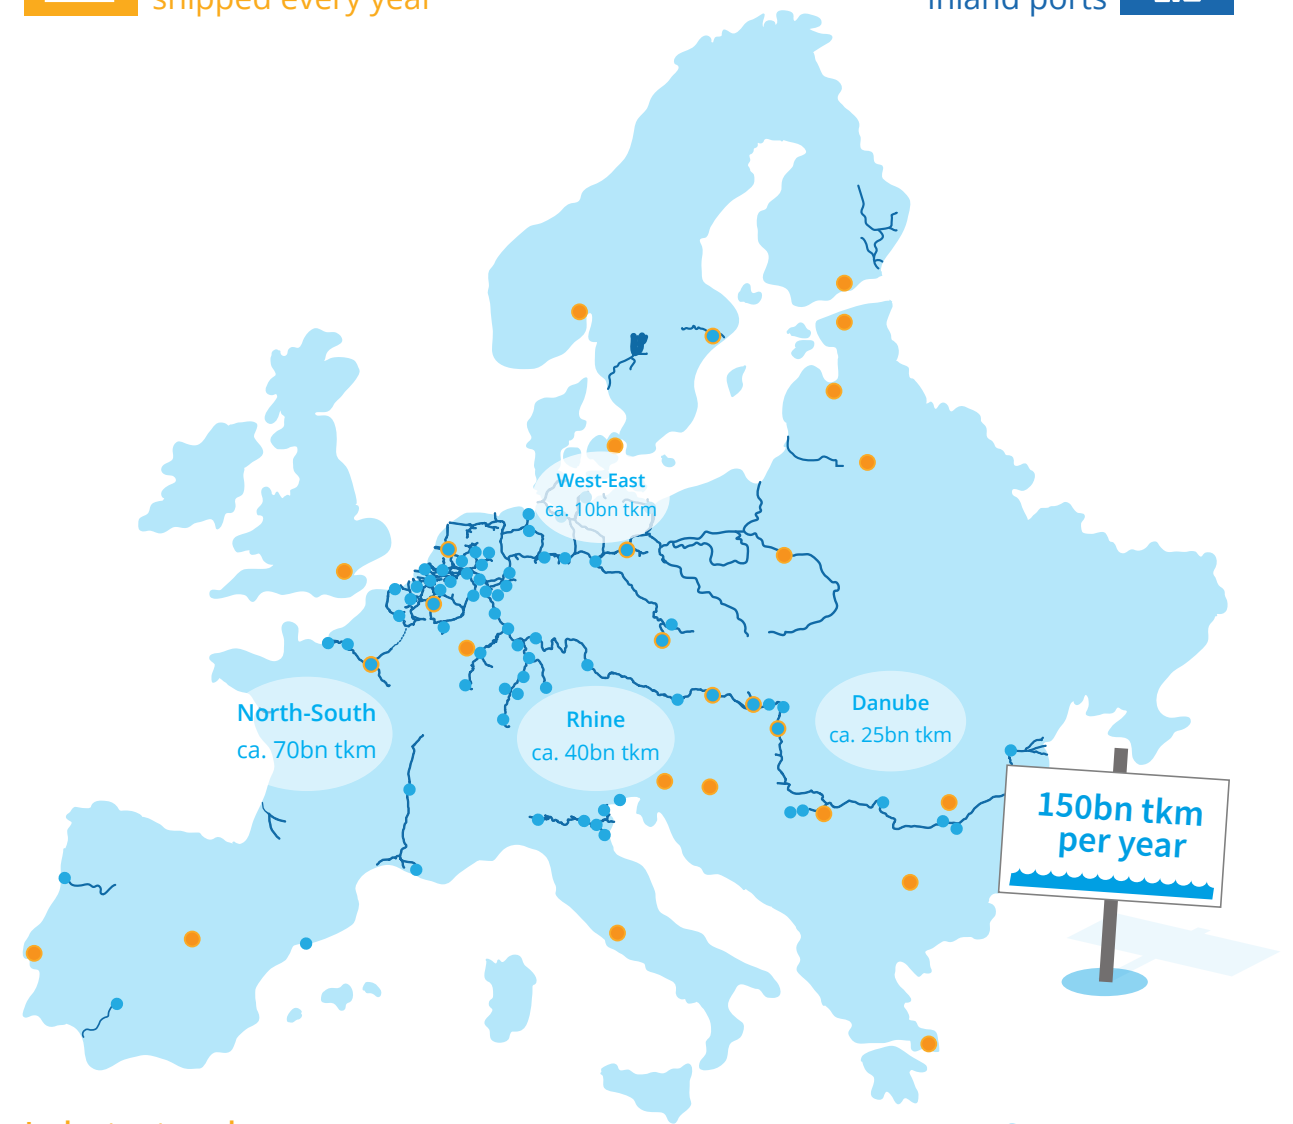 shipped every year
inland ports
West-East
ca. 10bn tkm
North-South
ca. 70bn tkm
Rhine
ca. 40bn tkm
Danube
ca. 25bn tkm
150bn tkm
per year